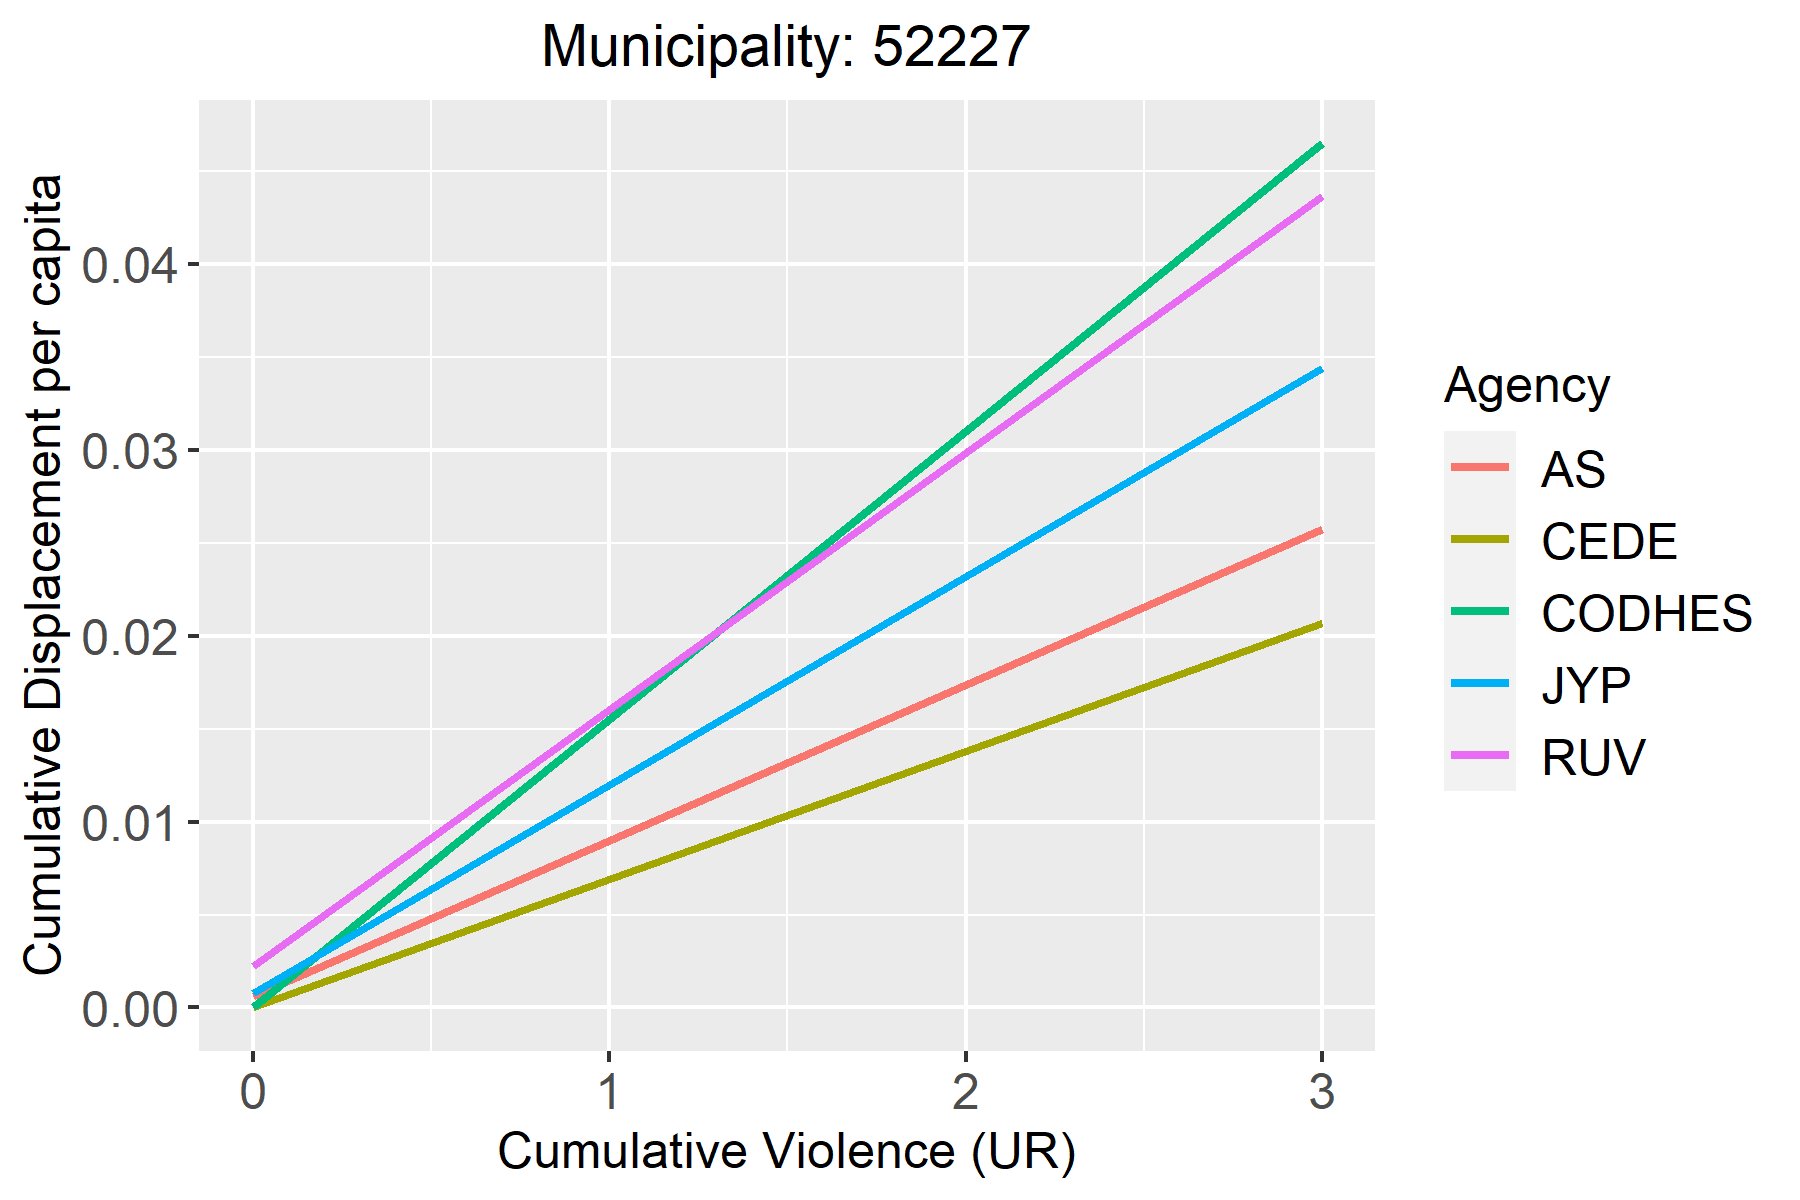 Municipality: 52227
Cumulative Displacement per capita
0.04
0.03
0.02
0.01
0.00
0 1 2 3
Cumulative Violence (UR)
Agency
AS
CEDE
CODHES
JYP
RUV